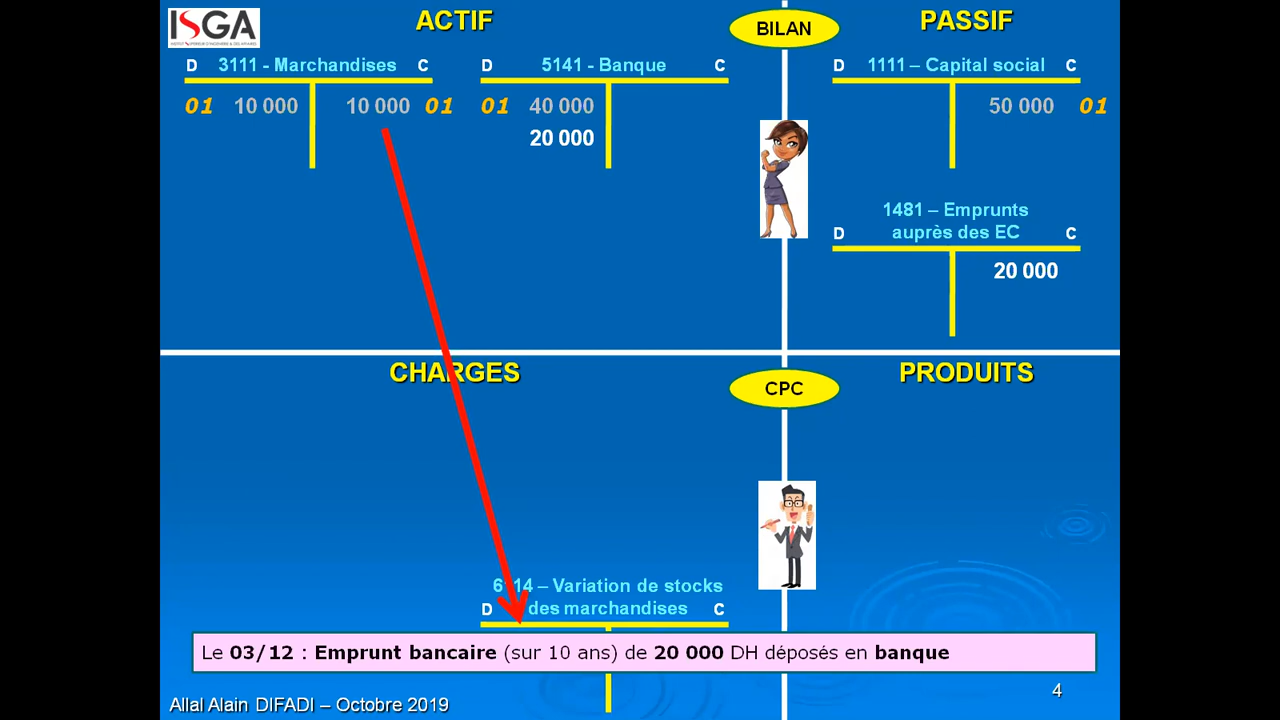 ISGA
ACTIF
BILAN
PASSIF
D 3111 - Marchandises C
D 5141 - Banque C
D 1111 – Capital social C
01 10 000 10 000 01
01 40 000
50 000 01
20 000
1481 – Emprunts
D auprès des EC C
20 000
CHARGES
CPC
PRODUITS
– Variation de stocks
D des marchandises C
Le 03/12 : Emprunt bancaire (sur 10 ans) de 20 000 DH déposés en banque
4
Allal Alain DIFADI – Octobre 2019